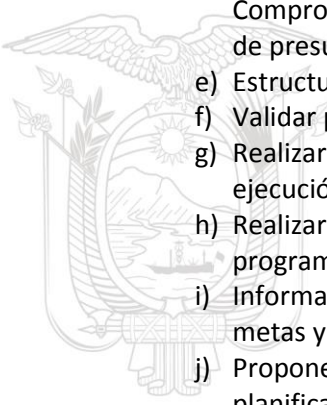 Compro
de presu
e) Estructu
f) Validar p
g) Realizar
ejecució
h) Realizar
program
i) Informa
metas y
j) Propone
planifica